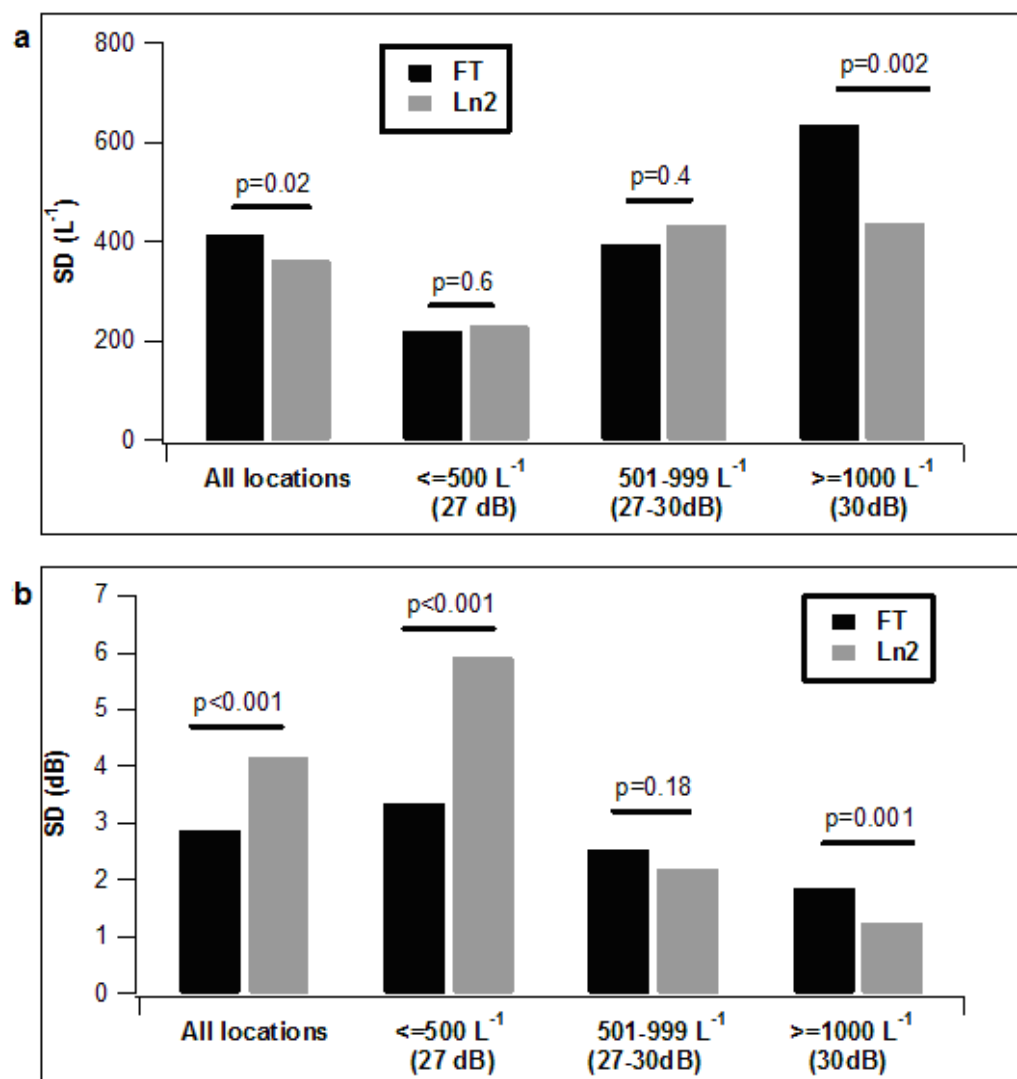 a
800
600
400
200
0
SD (L⁻¹)
FT
Ln2
p=0.02
p=0.6
p=0.4
p=0.002
All locations
<=500 L⁻¹
(27 dB)
501-999 L⁻¹
(27-30dB)
>=1000 L⁻¹
(30dB)
b
7
6
5
4
3
2
1
0
SD (dB)
FT
Ln2
p<0.001
p<0.001
p=0.18
p=0.001
All locations
<=500 L⁻¹
(27 dB)
501-999 L⁻¹
(27-30dB)
>=1000 L⁻¹
(30dB)